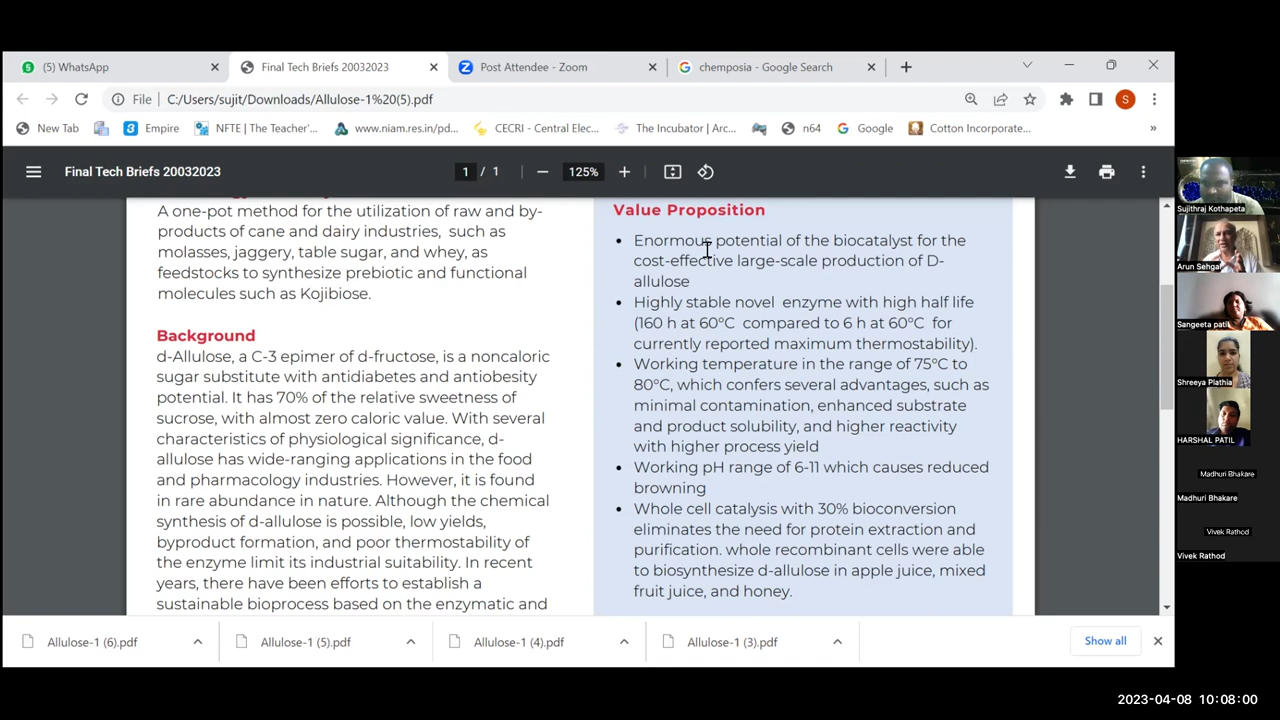 (5) WhatsApp
Final Tech Briefs 20032023
Post Attendee - Zoom
chemposia - Google Search
File
C:/Users/sujit/Downloads/Allulose-1%20(5).pdf
S
New Tab
Empire
NFTE | The Teacher'...
www.niam.res.in/pd...
CECRI - Central Elec...
The Incubator | Arc...
n64
Google
Cotton Incorporate...
»
Final Tech Briefs 20032023
1 / 1
125%
A one-pot method for the utilization of raw and by-
products of cane and dairy industries, such as
molasses, jaggery, table sugar, and whey, as
feedstocks to synthesize prebiotic and functional
molecules such as Kojibiose.
Background
d-Allulose, a C-3 epimer of d-fructose, is a noncaloric
sugar substitute with antidiabetes and antiobesity
potential. It has 70% of the relative sweetness of
sucrose, with almost zero caloric value. With several
characteristics of physiological significance, d-
allulose has wide-ranging applications in the food
and pharmacology industries. However, it is found
in rare abundance in nature. Although the chemical
synthesis of d-allulose is possible, low yields,
byproduct formation, and poor thermostability of
the enzyme limit its industrial suitability. In recent
years, there have been efforts to establish a
sustainable bioprocess based on the enzymatic and
Value Proposition
• Enormous potential of the biocatalyst for the
cost-effective large-scale production of D-
allulose
• Highly stable novel enzyme with high half life
(160 h at 60°C compared to 6 h at 60°C for
currently reported maximum thermostability).
• Working temperature in the range of 75°C to
80°C, which confers several advantages, such as
minimal contamination, enhanced substrate
and product solubility, and higher reactivity
with higher process yield
• Working pH range of 6-11 which causes reduced
browning
• Whole cell catalysis with 30% bioconversion
eliminates the need for protein extraction and
purification. whole recombinant cells were able
to biosynthesize d-allulose in apple juice, mixed
fruit juice, and honey.
Allulose-1 (6).pdf
Allulose-1 (5).pdf
Allulose-1 (4).pdf
Allulose-1 (3).pdf
Show all
Sujithraj Kothapeta
Arun Sehgal
Sangeeta patil
Shreeya Plathia
HARSHAL PATIL
Madhuri Bhakare
Madhuri Bhakare
Vivek Rathod
Vivek Rathod
2023-04-08 10:08:00